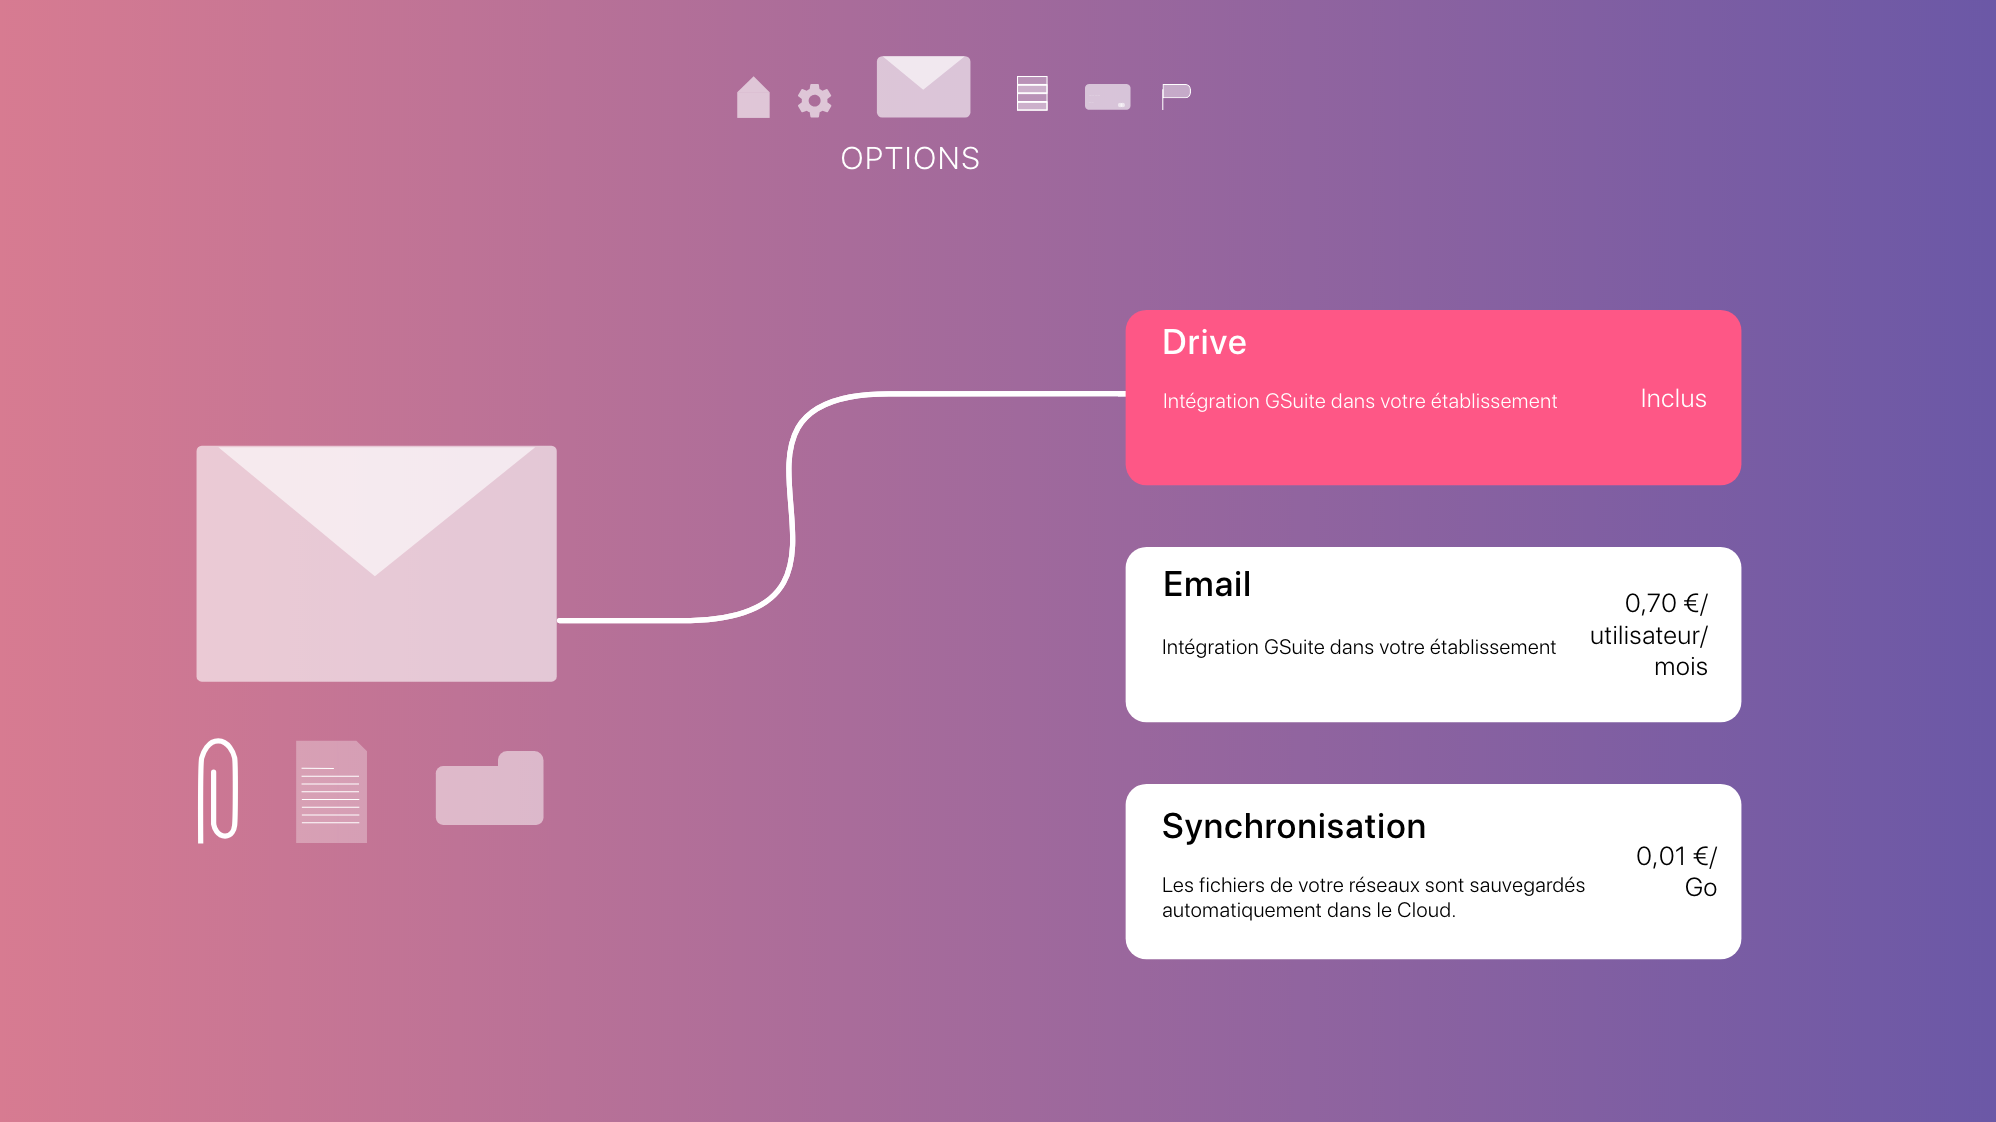 OPTIONS
Drive
Intégration GSuite dans votre établissement
Inclus
Email
Intégration GSuite dans votre établissement
0,70 €/
utilisateur/
mois
Synchronisation
Les fichiers de votre réseaux sont sauvegardés
automatiquement dans le Cloud.
0,01 €/
Go